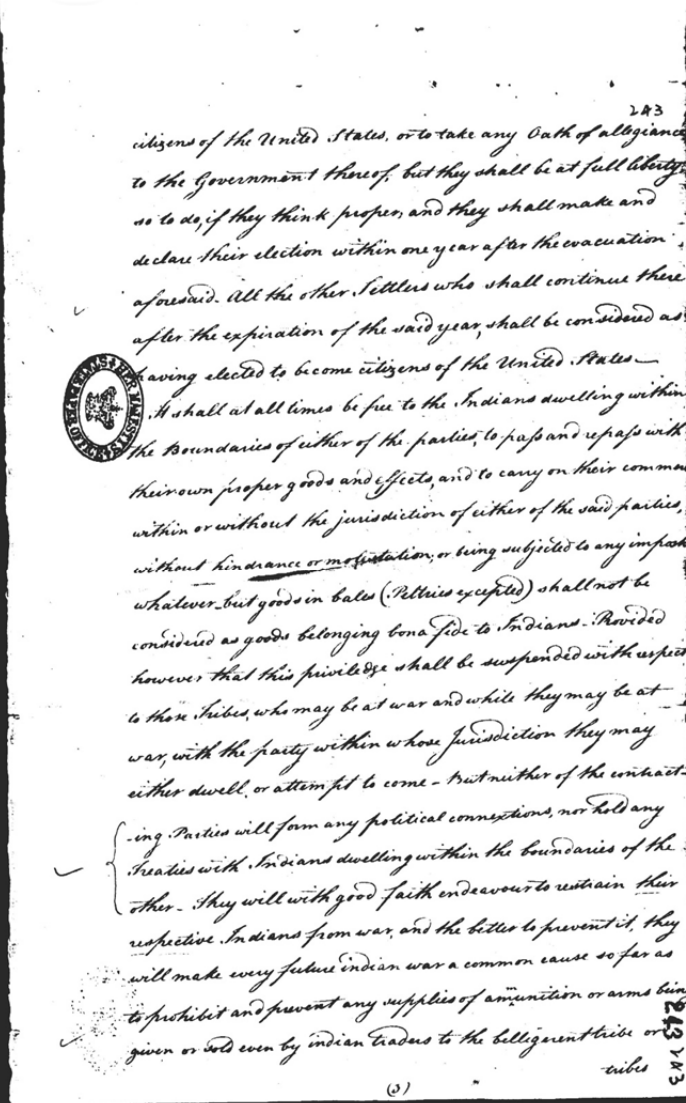 243
citizens of the United States, or to take any Oath of allegiance
to the Government thereof, but they shall be at full liberty
so to do, if they think proper, and they shall make and
declare their election within one year after the evacuation
aforesaid. All the other Settlers who shall continue there
after the expiration of the said year, shall be considered as
having elected to become citizens of the United States —
It shall at all times be free to the Indians dwelling within
the Boundaries of either of the parties, to pass and repass with
their own proper goods and effects, and to carry on their comme
within or without the jurisdiction of either of the said parties,
without hindrance or molestation, or being subjected to any impost
whatever but goods in bales (Peltries excepted) shall not be
considered as goods belonging bona fide to Indians - Provided
however that this priviledge shall be suspended with respect
to those Tribes, who may be at war and while they may be at
war, with the party within whose Jurisdiction they may
either dwell, or attempt to come - But neither of the contract-
-ing Parties will form any political connextions, nor hold any
Treaties with Indians dwelling within the boundaries of the
other - They will with good faith endeavour to restrain their
respective Indians from war, and the better to prevent it, they
will make every future indian war a common cause so far as
to prohibit and prevent any supplies of amunition or arms bein
given or sold even by indian traders to the belligerent tribe or
tribes
(3)
243
243
HER MAJESTY'S STATE PAPER OFFICE